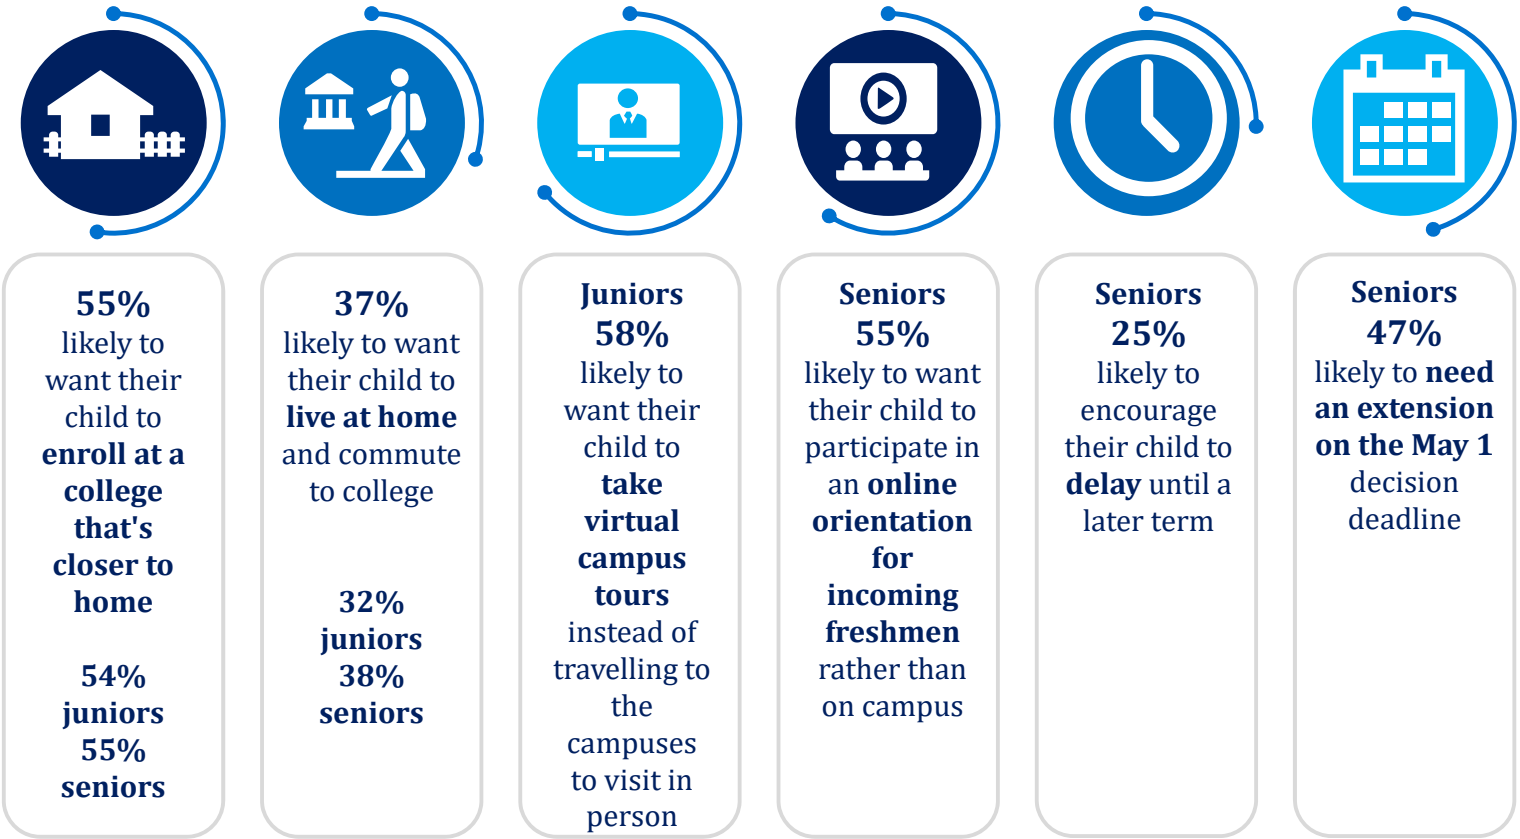 55%
likely to
want their
child to
enroll at a
college
that's
closer to
home
54%
juniors
55%
seniors
37%
likely to want
their child to
live at home
and commute
to college
32%
juniors
38%
seniors
Juniors
58%
likely to
want their
child to
take
virtual
campus
tours
instead of
travelling to
the
campuses
to visit in
person
Seniors
55%
likely to want
their child to
participate in
an online
orientation
for
incoming
freshmen
rather than
on campus
Seniors
25%
likely to
encourage
their child to
delay until a
later term
Seniors
47%
likely to need
an extension
on the May 1
decision
deadline